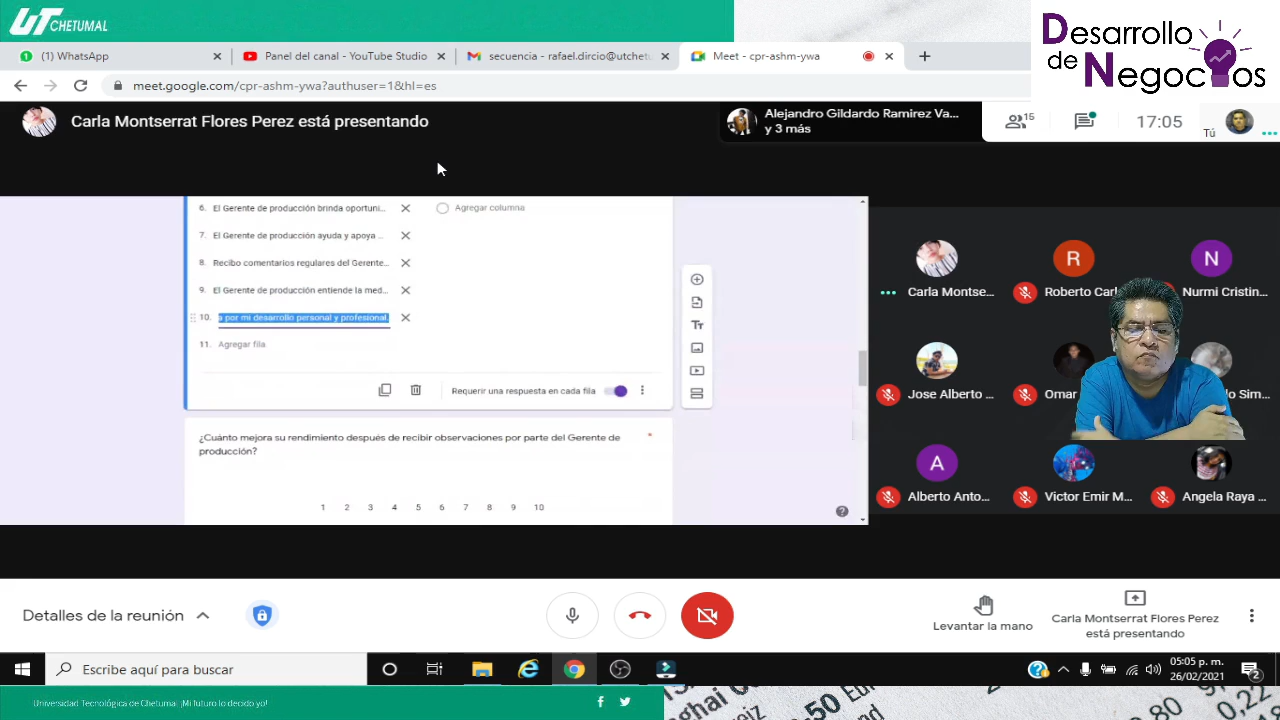 UT CHETUMAL
Desarrollo
de Negocios
(1) WhatsApp
Panel del canal - YouTube Studio
secuencia - rafael.dircio@utchet
Meet - cpr-ashm-ywa
meet.google.com/cpr-ashm-ywa?authuser=1&hl=es
Carla Montserrat Flores Perez está presentando
Alejandro Gildardo Ramirez Va...
y 3 más
15
17:05
Tú
6. El Gerente de producción brinda oportuni...
Agregar columna
7. El Gerente de producción ayuda y apoya ...
8. Recibo comentarios regulares del Gerente...
9. El Gerente de producción entiende la med...
10. a por mi desarrollo personal y profesional.
11. Agregar fila
Requerir una respuesta en cada fila
¿Cuánto mejora su rendimiento después de recibir observaciones por parte del Gerente de
producción?
*
1 2 3 4 5 6 7 8 9 10
Carla Montse...
R
Roberto Carl
N
Nurmi Cristin
Jose Alberto ...
Omar
do Sim...
A
Alberto Anto...
Victor Emir M...
Angela Raya ...
Detalles de la reunión
Levantar la mano
Carla Montserrat Flores Perez
está presentando
Escribe aquí para buscar
05:05 p. m.
26/02/2021
2
Universidad Tecnológica de Chetumal ¡Mi futuro lo decido yo!